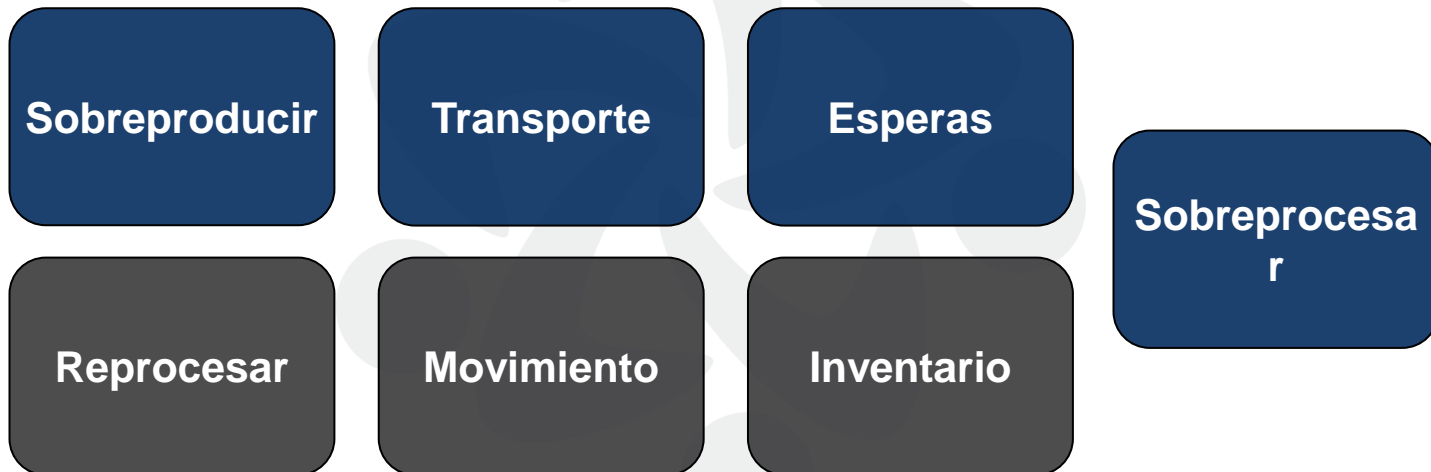 Sobreproducir
Transporte
Esperas
Sobreprocesa
r
Reprocesar
Movimiento
Inventario